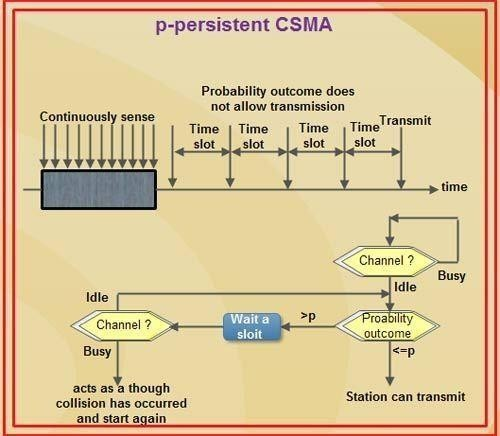 p-persistent CSMA
Probability outcome does
not allow transmission
Continuously sense
Time
slot
Time
slot
Time
slot
Time
slot
Transmit
time
Channel ?
Busy
Idle
Proability
outcome
>p
<=p
Wait a
sloit
Channel ?
Idle
Busy
acts as a though
collision has occurred
and start again
Station can transmit